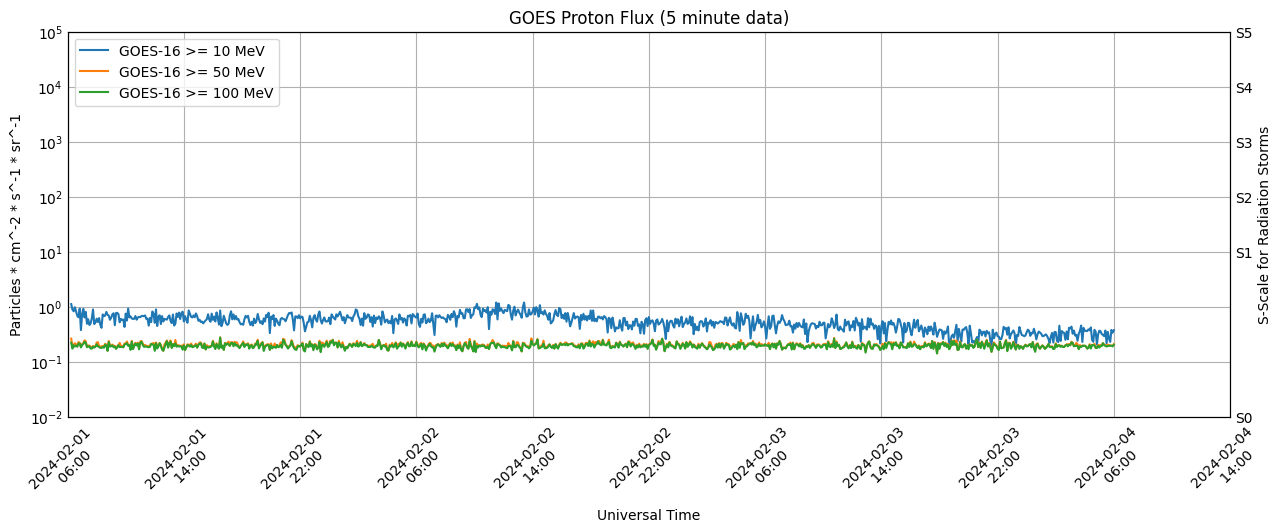 GOES Proton Flux (5 minute data)
GOES-16 >= 10 MeV
GOES-16 >= 50 MeV
GOES-16 >= 100 MeV
Particles * cm^-2 * s^-1 * sr^-1
10^5
10^4
10^3
10^2
10^1
10^0
10^-1
10^-2
S5
S4
S3
S2
S1
S0
S-Scale for Radiation Storms
2024-02-01
06:00
2024-02-01
14:00
2024-02-01
22:00
2024-02-02
06:00
2024-02-02
14:00
2024-02-02
22:00
2024-02-03
06:00
2024-02-03
14:00
2024-02-03
22:00
2024-02-04
06:00
2024-02-04
14:00
Universal Time